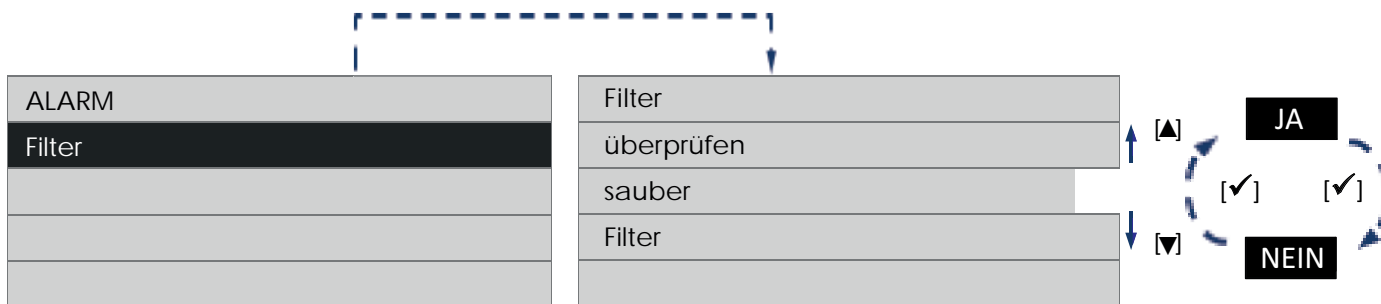 ALARM
Filter
Filter
überprüfen
sauber
Filter
[▲]
[▼]
JA
[✓] [✓]
NEIN